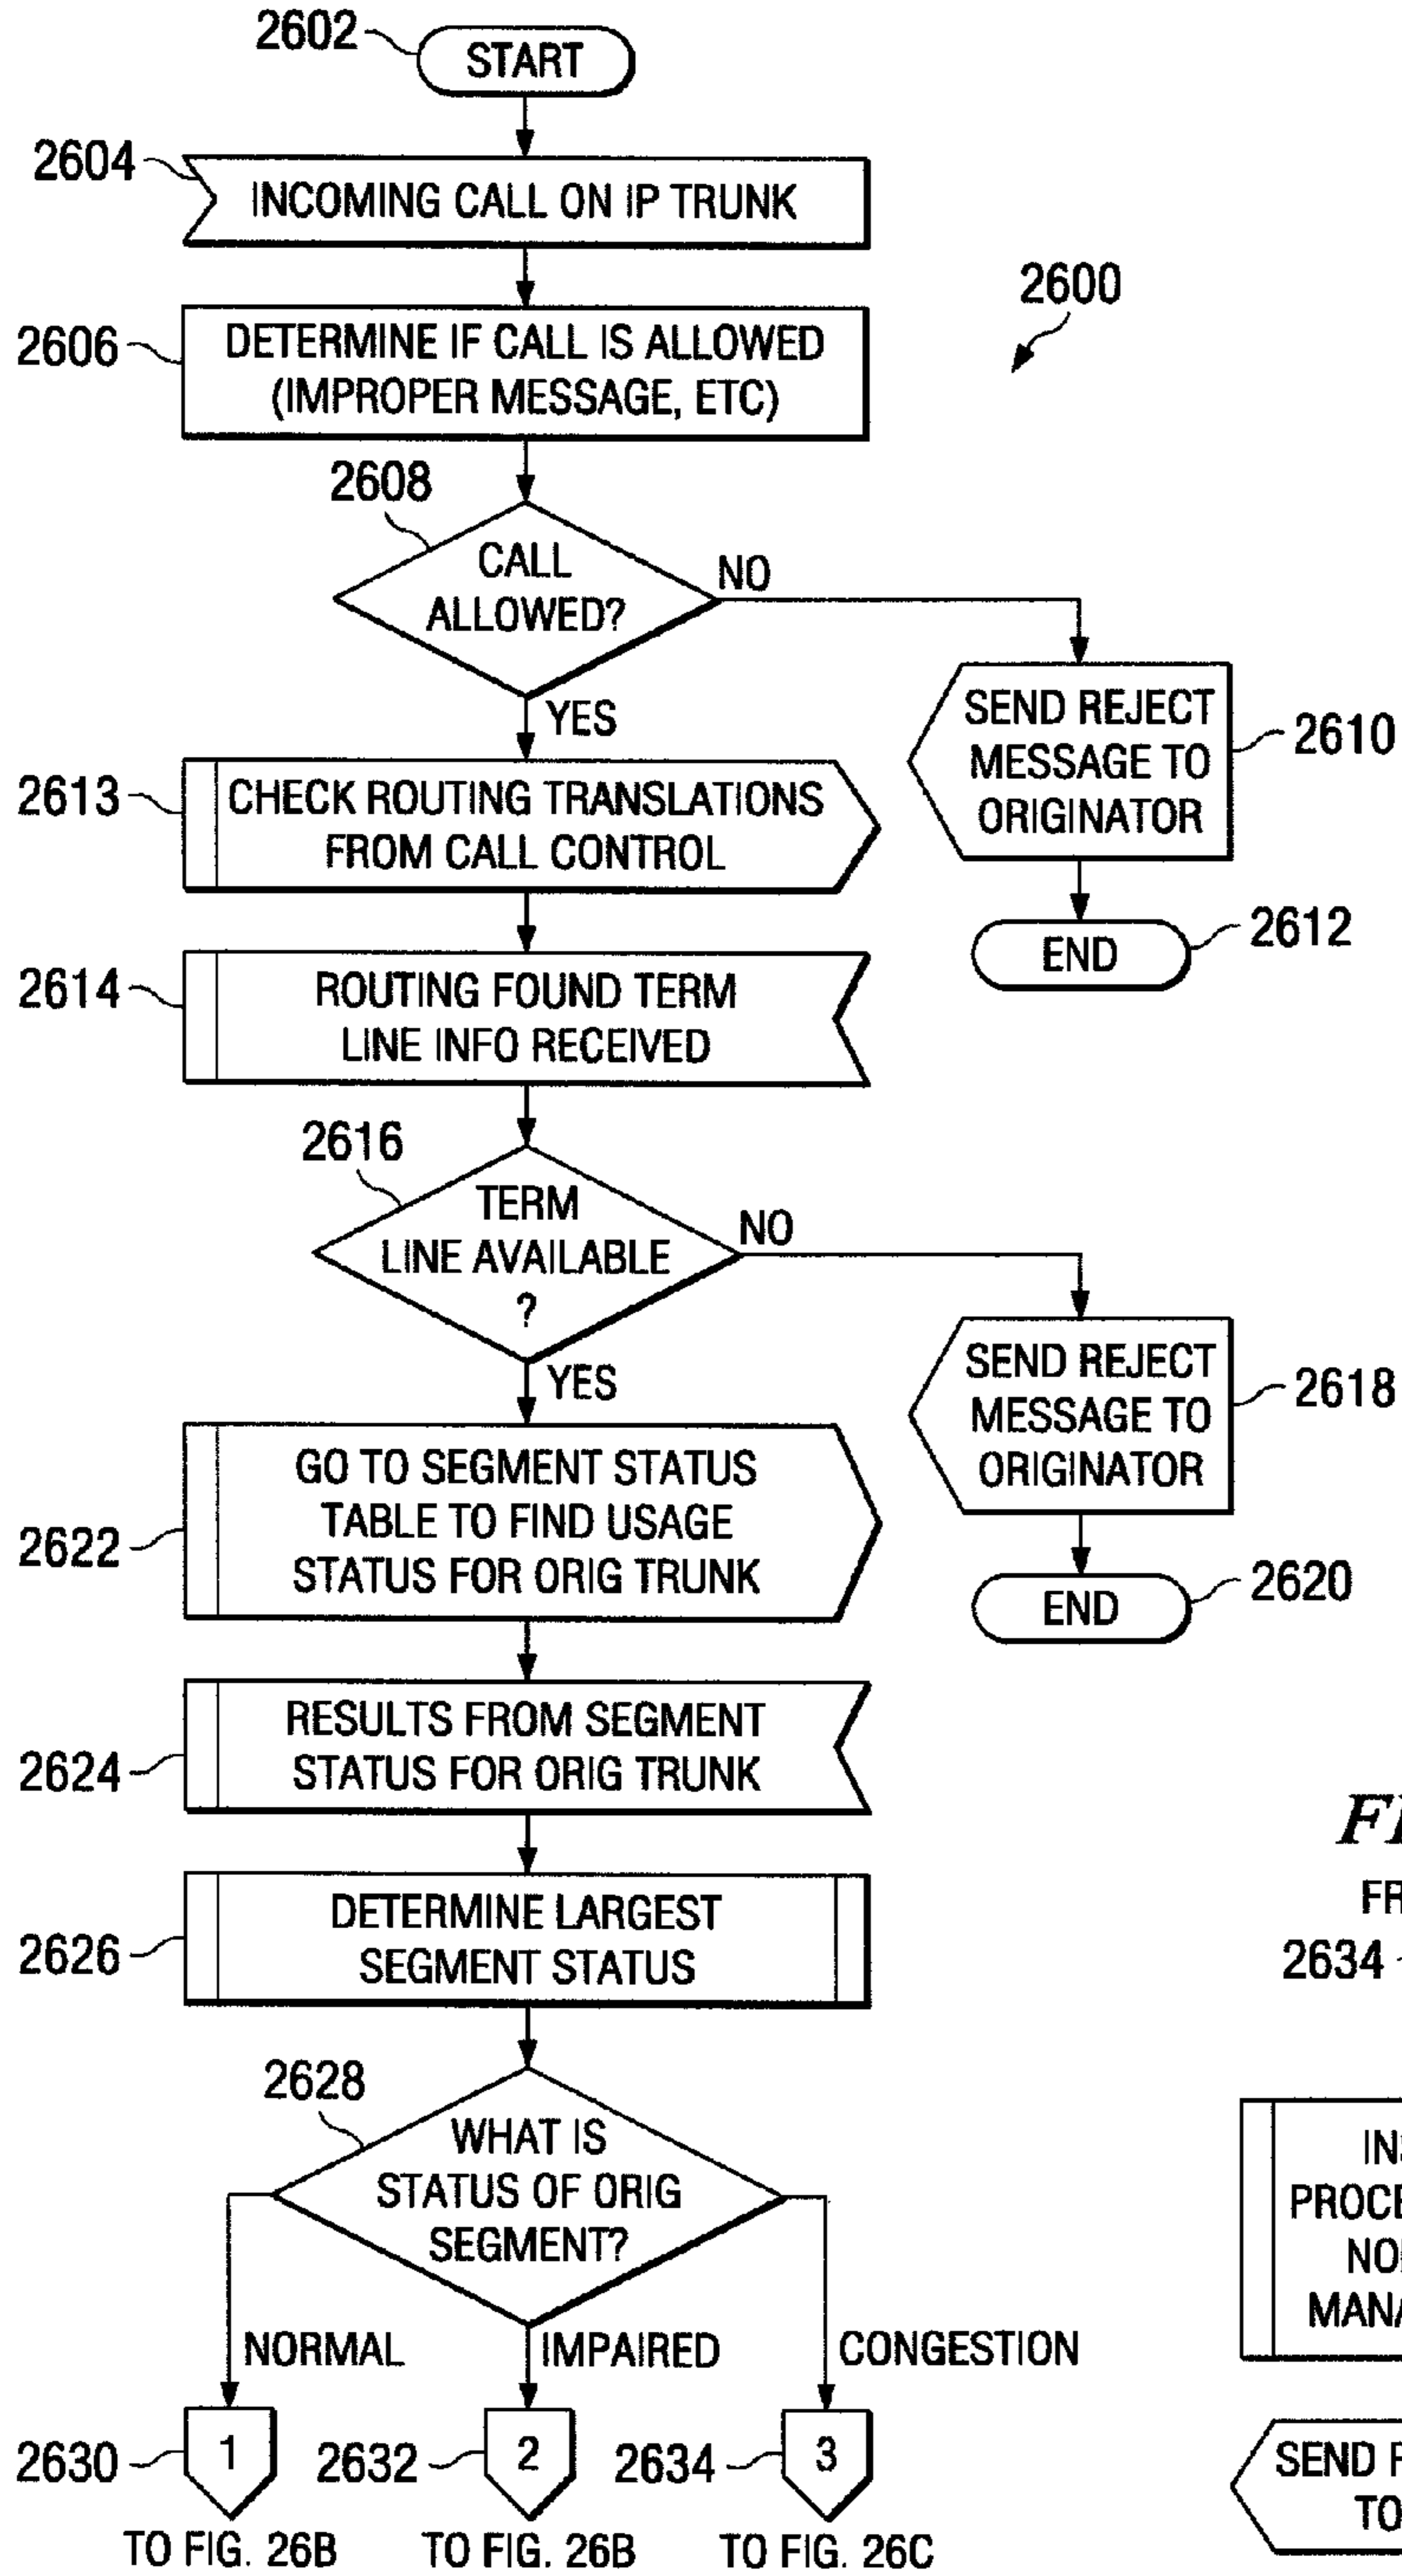 2602
START
2604
INCOMING CALL ON IP TRUNK
2600
2606
DETERMINE IF CALL IS ALLOWED
(IMPROPER MESSAGE, ETC)
2608
CALL
ALLOWED?
NO
YES
SEND REJECT
MESSAGE TO
ORIGINATOR
2610
END
2612
2613
CHECK ROUTING TRANSLATIONS
FROM CALL CONTROL
2614
ROUTING FOUND TERM
LINE INFO RECEIVED
2616
TERM
LINE AVAILABLE
?
NO
YES
SEND REJECT
MESSAGE TO
ORIGINATOR
2618
END
2620
2622
GO TO SEGMENT STATUS
TABLE TO FIND USAGE
STATUS FOR ORIG TRUNK
2624
RESULTS FROM SEGMENT
STATUS FOR ORIG TRUNK
2626
DETERMINE LARGEST
SEGMENT STATUS
2628
WHAT IS
STATUS OF ORIG
SEGMENT?
NORMAL
IMPAIRED
CONGESTION
2630
1
2632
2
2634
3
TO FIG. 26B
TO FIG. 26B
TO FIG. 26C
2634
SEND
TO